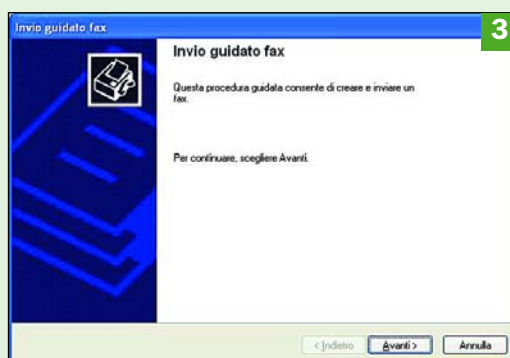 Invio guidato fax
3
Invio guidato fax
Questa procedura guidata consente di creare e inviare un
fax.
Per continuare, scegliere Avanti.
< Indietro Avanti > Annulla